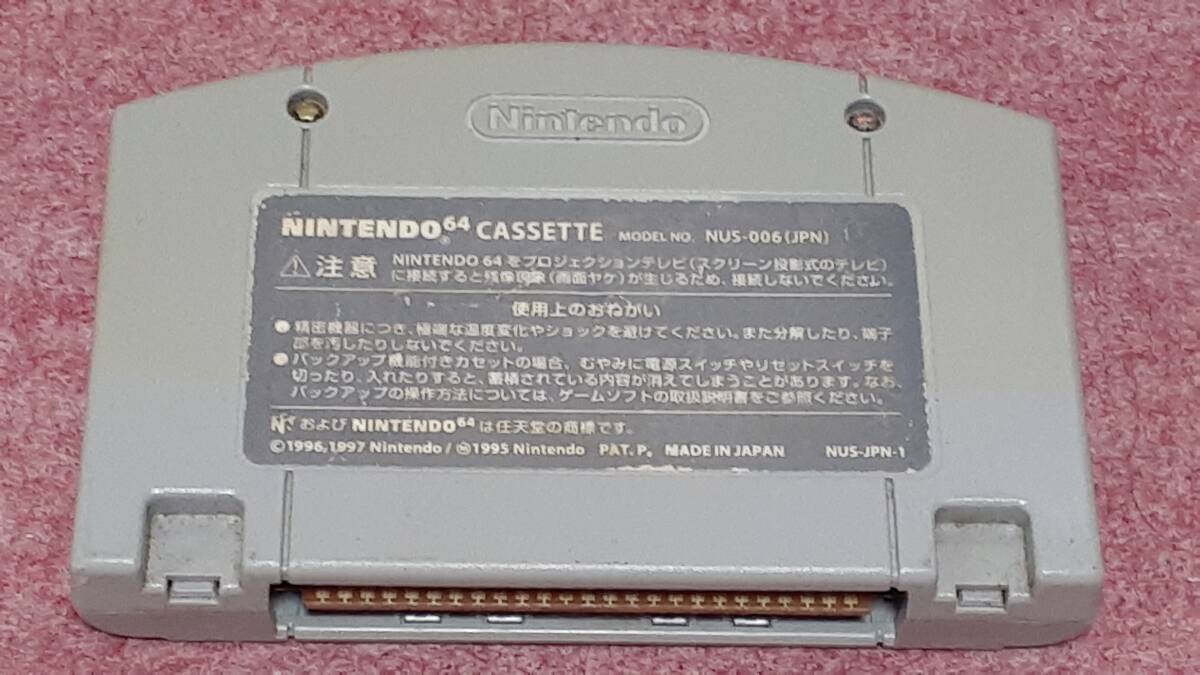 Nintendo
NINTENDO64 CASSETTE MODEL NO. NUS-006(JPN)
⚠注意 NINTENDO 64をプロジェクションテレビ(スクリーン投影式のテレビ)
に接続すると残像現象(画面ヤケ)が生じるため、接続しないでください。
使用上のおねがい
●精密機器につき、極端な温度変化やショックを避けてください。また分解したり、端子
部を汚したりしないでください。
●バックアップ機能付きカセットの場合、むやみに電源スイッチやリセットスイッチを
切ったり、入れたりすると、蓄積されている内容が消えてしまうことがあります。なお、
バックアップの操作方法については、ゲームソフトの取扱説明書をご参照ください。
および NINTENDO64は任天堂の商標です。
©1996,1997 Nintendo/Ⓜ1995 Nintendo PAT.P. MADE IN JAPAN NUS-JPN-1